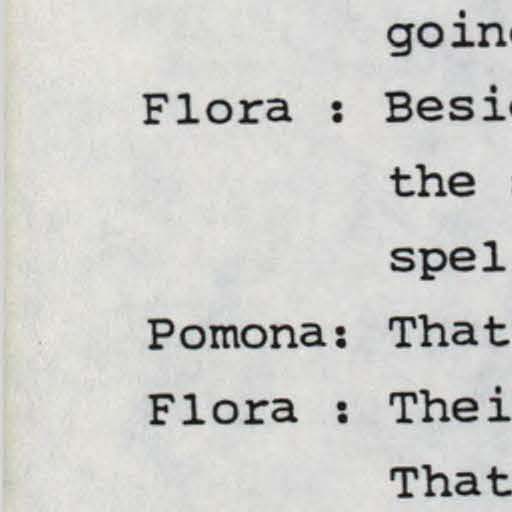 goin
Flora : Besi
the
spel
Pomona: That
Flora : Thei
That